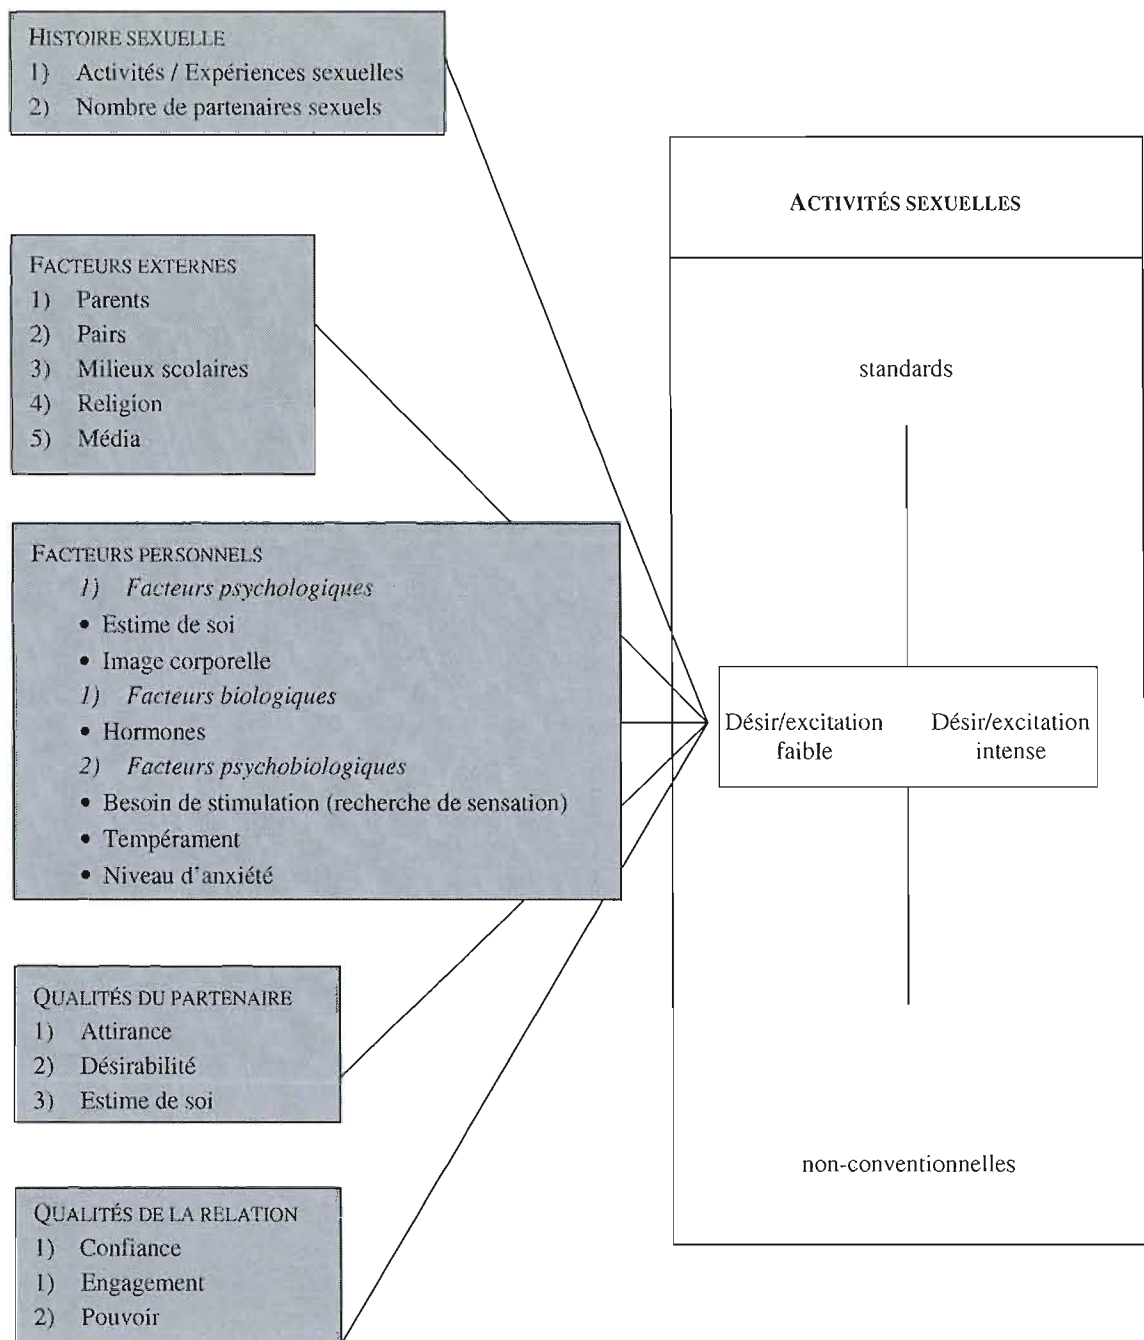 HISTOIRE SEXUELLE
1) Activités / Expériences sexuelles
2) Nombre de partenaires sexuels
FACTEURS EXTERNES
1) Parents
2) Pairs
3) Milieux scolaires
4) Religion
5) Média
FACTEURS PERSONNELS
1) Facteurs psychologiques
• Estime de soi
• Image corporelle
1) Facteurs biologiques
• Hormones
2) Facteurs psychobiologiques
• Besoin de stimulation (recherche de sensation)
• Tempérament
• Niveau d'anxiété
QUALITÉS DU PARTENAIRE
1) Attirance
2) Désirabilité
3) Estime de soi
QUALITÉS DE LA RELATION
1) Confiance
1) Engagement
2) Pouvoir
ACTIVITÉS SEXUELLES
standards
Désir/excitation
faible
Désir/excitation
intense
non-conventionnelles